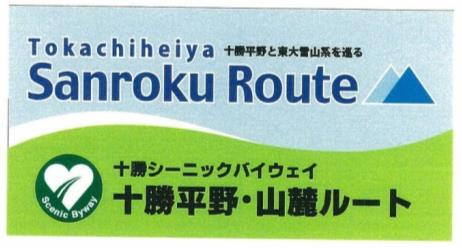 Tokachiheiya 十勝平野と東大雪山系を巡る
Sanroku Route
十勝シーニックバイウェイ
十勝平野・山麓ルート
Scenic Byway